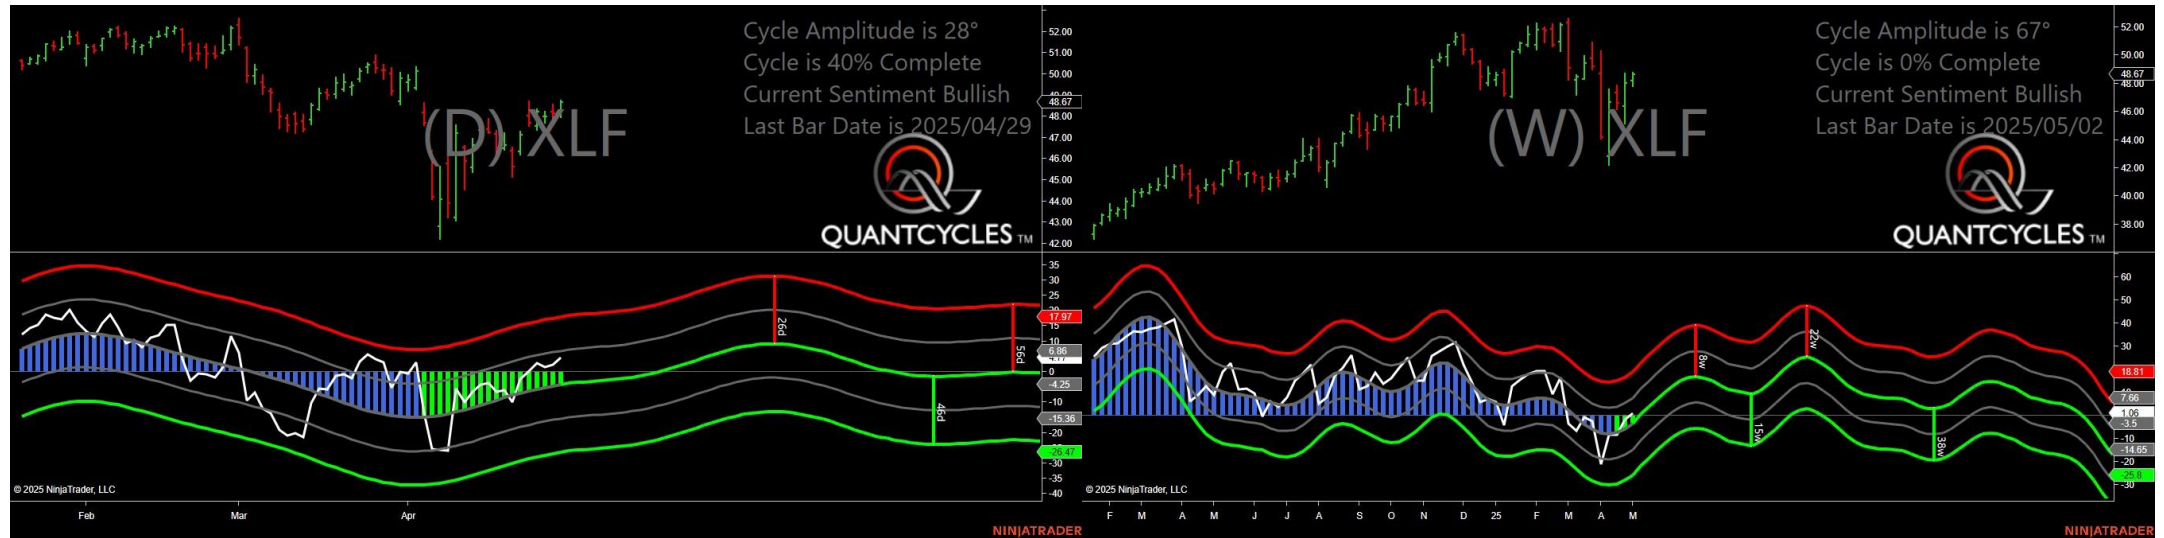 Cycle Amplitude is 28°
Cycle is 40% Complete
Current Sentiment Bullish
Last Bar Date is 2025/04/29
(D) XLF
QUANTCYCLES TM
52.00
51.00
50.00
49.00
48.67
48.00
47.00
46.00
45.00
44.00
43.00
42.00
35
30
25
20
17.97
15
10
6.86
0
-4.25
-10
-15.36
-20
-26.47
-30
-35
-40
26d
46d
56d
© 2025 NinjaTrader, LLC
Feb
Mar
Apr
NINJATRADER
Cycle Amplitude is 67°
Cycle is 0% Complete
Current Sentiment Bullish
Last Bar Date is 2025/05/02
(W) XLF
QUANTCYCLES TM
52.00
50.00
48.67
48.00
46.00
44.00
42.00
40.00
38.00
60
50
40
30
18.81
10
7.66
1.06
-3.5
-10
-14.65
-20
-25.8
-30
8w
15w
22w
38w
© 2025 NinjaTrader, LLC
F M A M J J A S O N D 25 F M A M
NINJATRADER